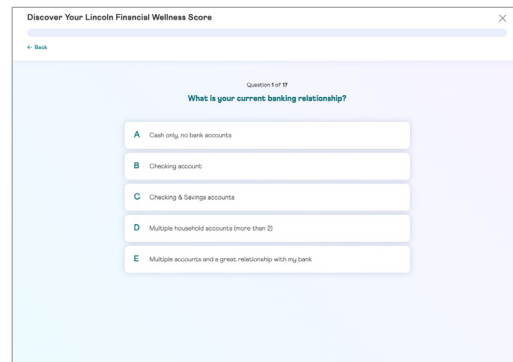 Discover Your Lincoln Financial Wellness Score
← Back
Question 1 of 17
What is your current banking relationship?
A Cash only, no bank accounts
B Checking account
C Checking & Savings accounts
D Multiple household accounts (more than 2)
E Multiple accounts and a great relationship with my bank